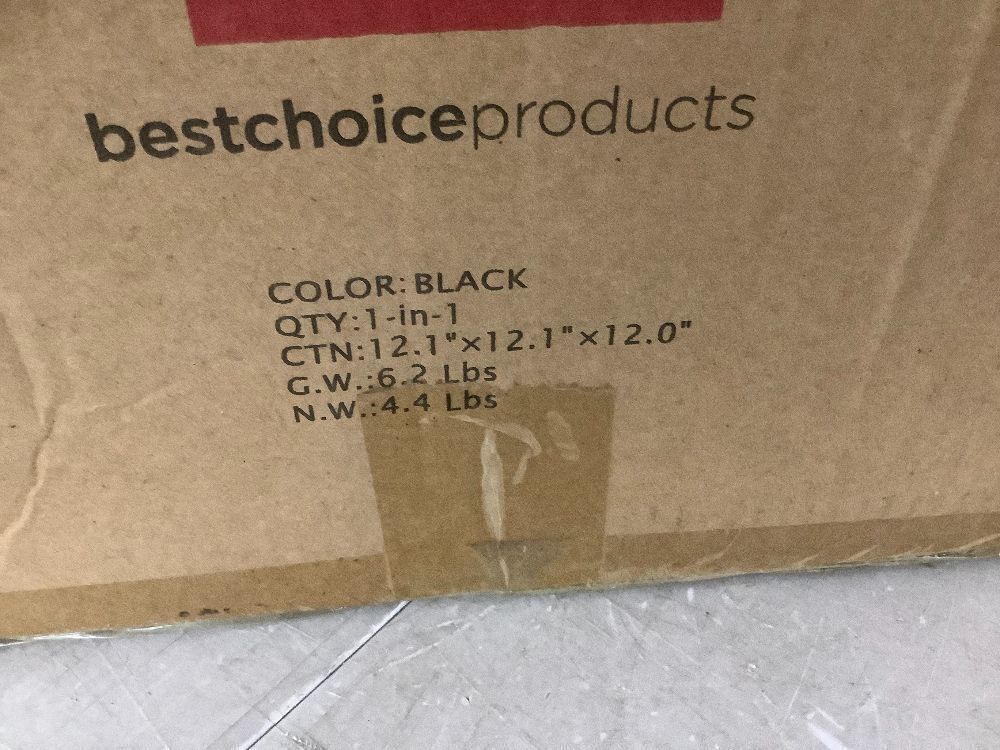 bestchoiceproducts
COLOR: BLACK
QTY:1-in-1
CTN:12.1"x12.1"x12.0"
G.W.:6.2 Lbs
N.W.:4.4 Lbs